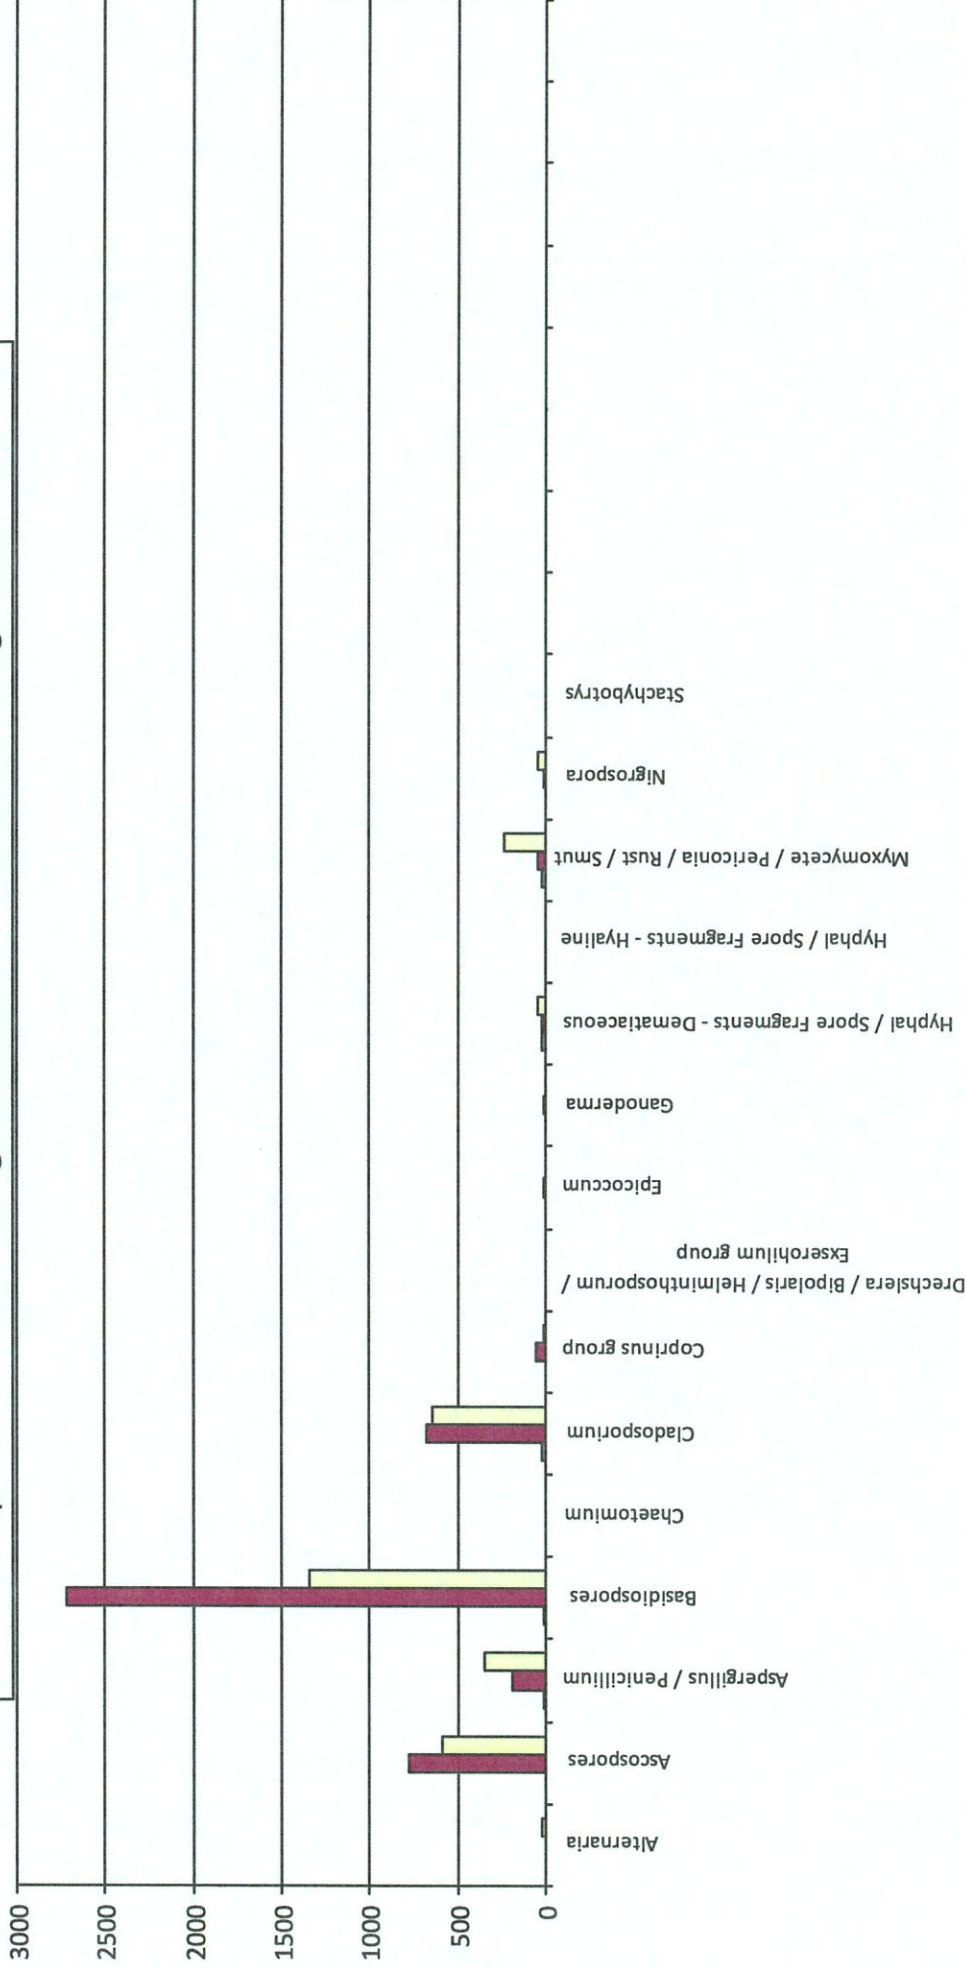 3000
2500
2000
1500
1000
500
0
Alternaria
Ascospores
Aspergillus / Penicillium
Basidiospores
Chaetomium
Cladosporium
Coprinus group
Drechslera / Bipolaris / Helminthosporum /
Exserohilum group
Epicoccum
Ganoderma
Hyphal / Spore Fragments - Dematiaceous
Hyphal / Spore Fragments - Hyaline
Myxomycete / Periconia / Rust / Smut
Nigrospora
Stachybotrys